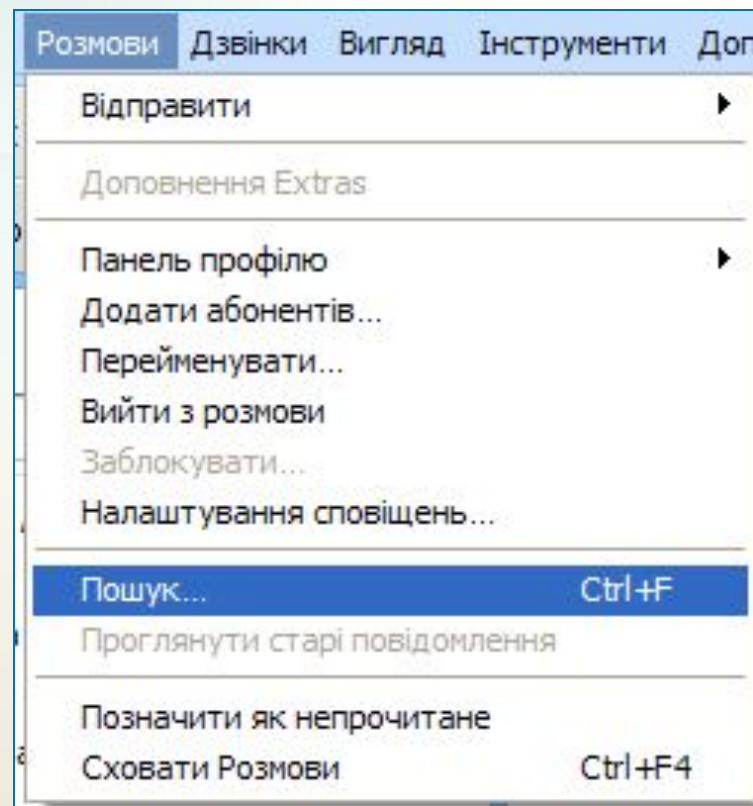 Розмови Дзвінки Вигляд Інструменти
Відправити
Доповнення Extras
Панель профілю
Додати абонентів...
Перейменувати...
Вийти з розмови
Заблокувати...
Налаштування сповіщень...
Пошук... Ctrl+F
Проглянути старі повідомлення
Позначити як непрочитане
Сховати Розмови Ctrl+F4